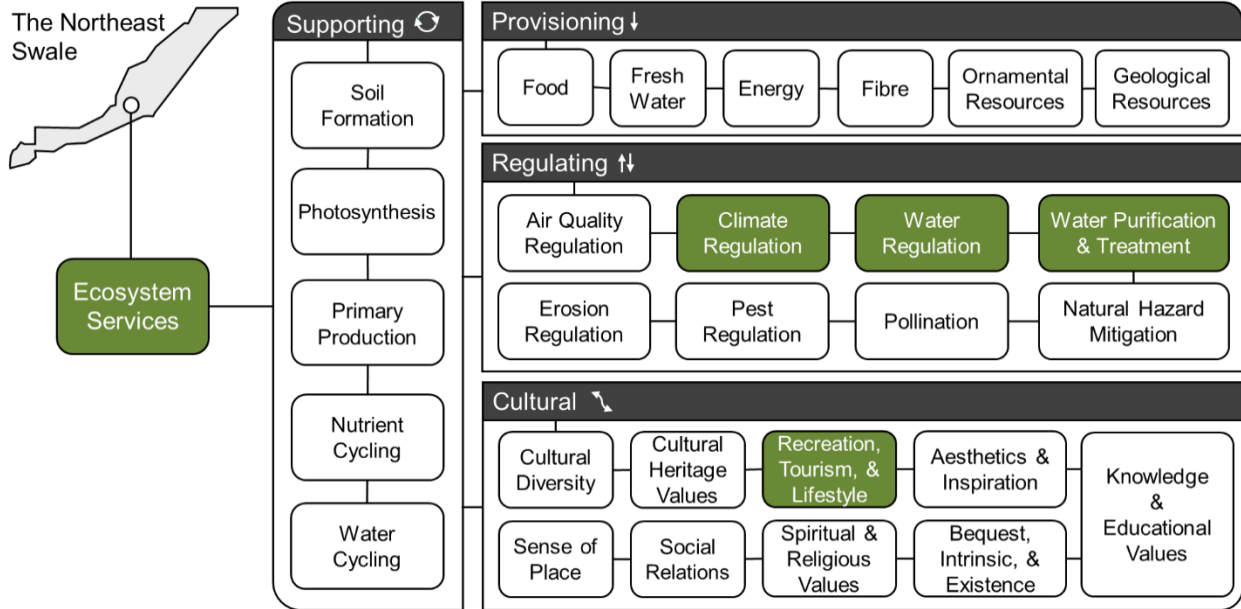 The Northeast
Swale
Ecosystem
Services
Supporting
Soil
Formation
Photosynthesis
Primary
Production
Nutrient
Cycling
Water
Cycling
Provisioning
Food
Fresh
Water
Energy
Fibre
Ornamental
Resources
Geological
Resources
Regulating
Air Quality
Regulation
Climate
Regulation
Water
Regulation
Water Purification
& Treatment
Erosion
Regulation
Pest
Regulation
Pollination
Natural Hazard
Mitigation
Cultural
Cultural
Diversity
Cultural
Heritage
Values
Recreation,
Tourism, &
Lifestyle
Aesthetics &
Inspiration
Knowledge
&
Educational
Values
Sense of
Place
Social
Relations
Spiritual &
Religious
Values
Bequest,
Intrinsic, &
Existence